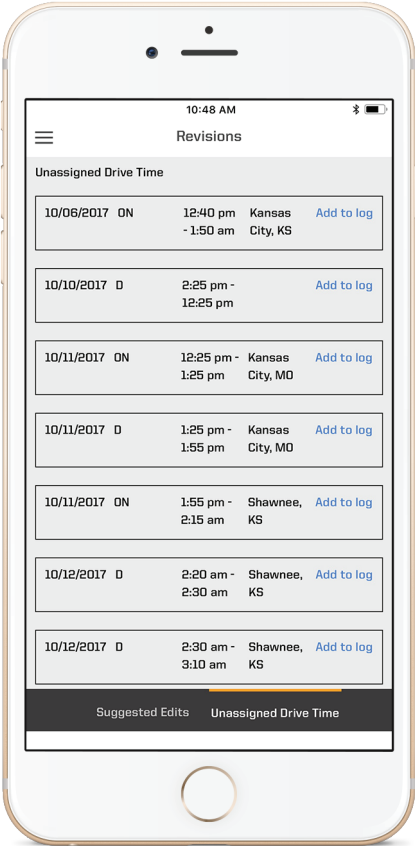 10:48 AM
Revisions
Unassigned Drive Time
10/06/2017 ON 12:40 pm Kansas Add to log
- 1:50 am City, KS
10/10/2017 D 2:25 pm - Add to log
12:25 pm
10/11/2017 ON 12:25 pm - Kansas Add to log
1:25 pm City, MO
10/11/2017 D 1:25 pm - Kansas Add to log
1:55 pm City, MO
10/11/2017 ON 1:55 pm - Shawnee, Add to log
2:15 am KS
10/12/2017 D 2:20 am - Shawnee, Add to log
2:30 am KS
10/12/2017 D 2:30 am - Shawnee, Add to log
3:10 am KS
Suggested Edits Unassigned Drive Time